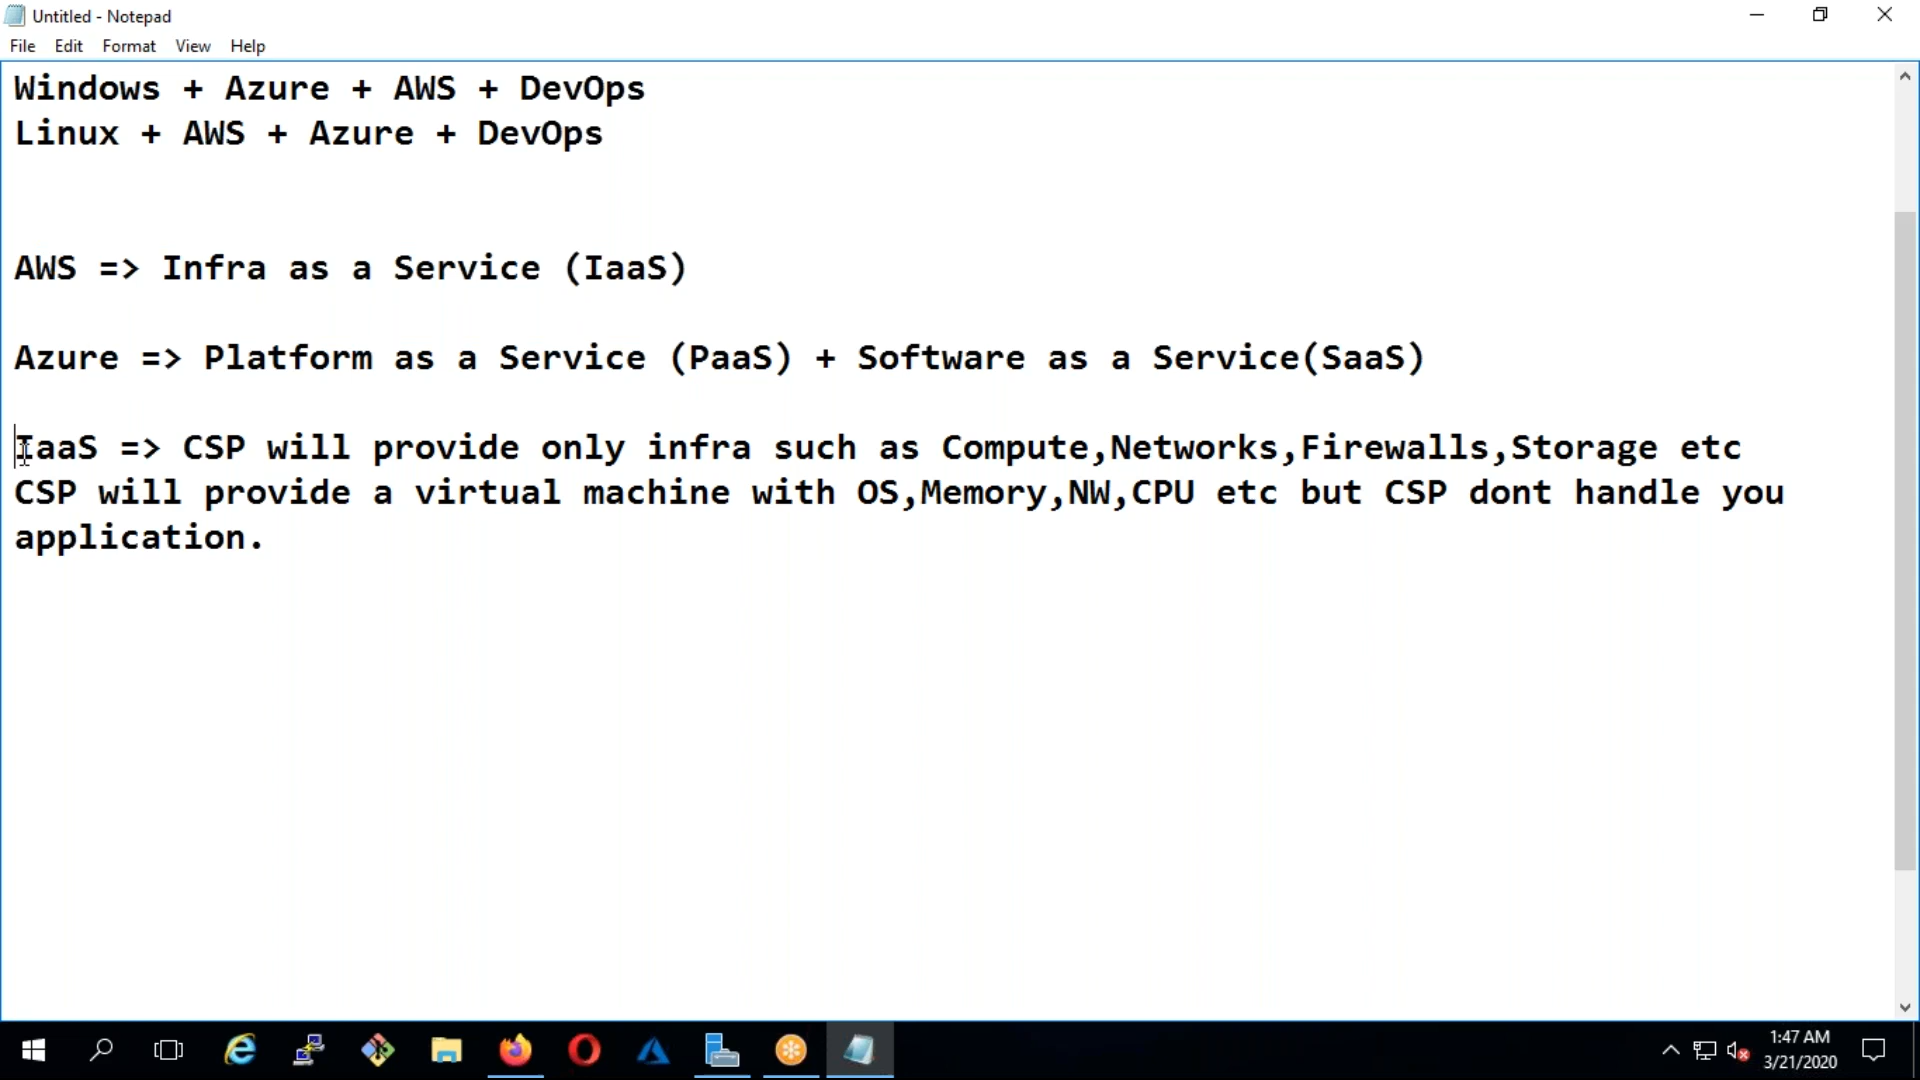 Untitled - Notepad
File Edit Format View Help
Windows + Azure + AWS + DevOps
Linux + AWS + Azure + DevOps
AWS => Infra as a Service (IaaS)
Azure => Platform as a Service (PaaS) + Software as a Service(SaaS)
IaaS => CSP will provide only infra such as Compute,Networks,Firewalls,Storage etc
CSP will provide a virtual machine with OS,Memory,NW,CPU etc but CSP dont handle you
application.
1:47 AM
3/21/2020